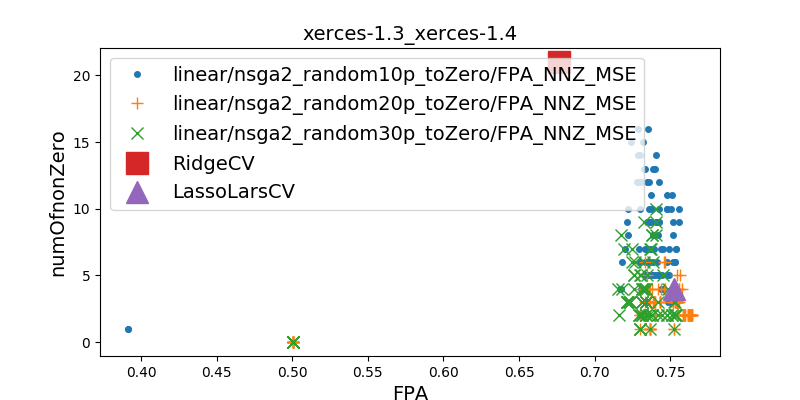 xerces-1.3_xerces-1.4
linear/nsga2_random10p_toZero/FPA_NNZ_MSE
linear/nsga2_random20p_toZero/FPA_NNZ_MSE
linear/nsga2_random30p_toZero/FPA_NNZ_MSE
RidgeCV
LassoLarsCV
numOfnonZero
20
15
10
5
0
0.40 0.45 0.50 0.55 0.60 0.65 0.70 0.75
FPA